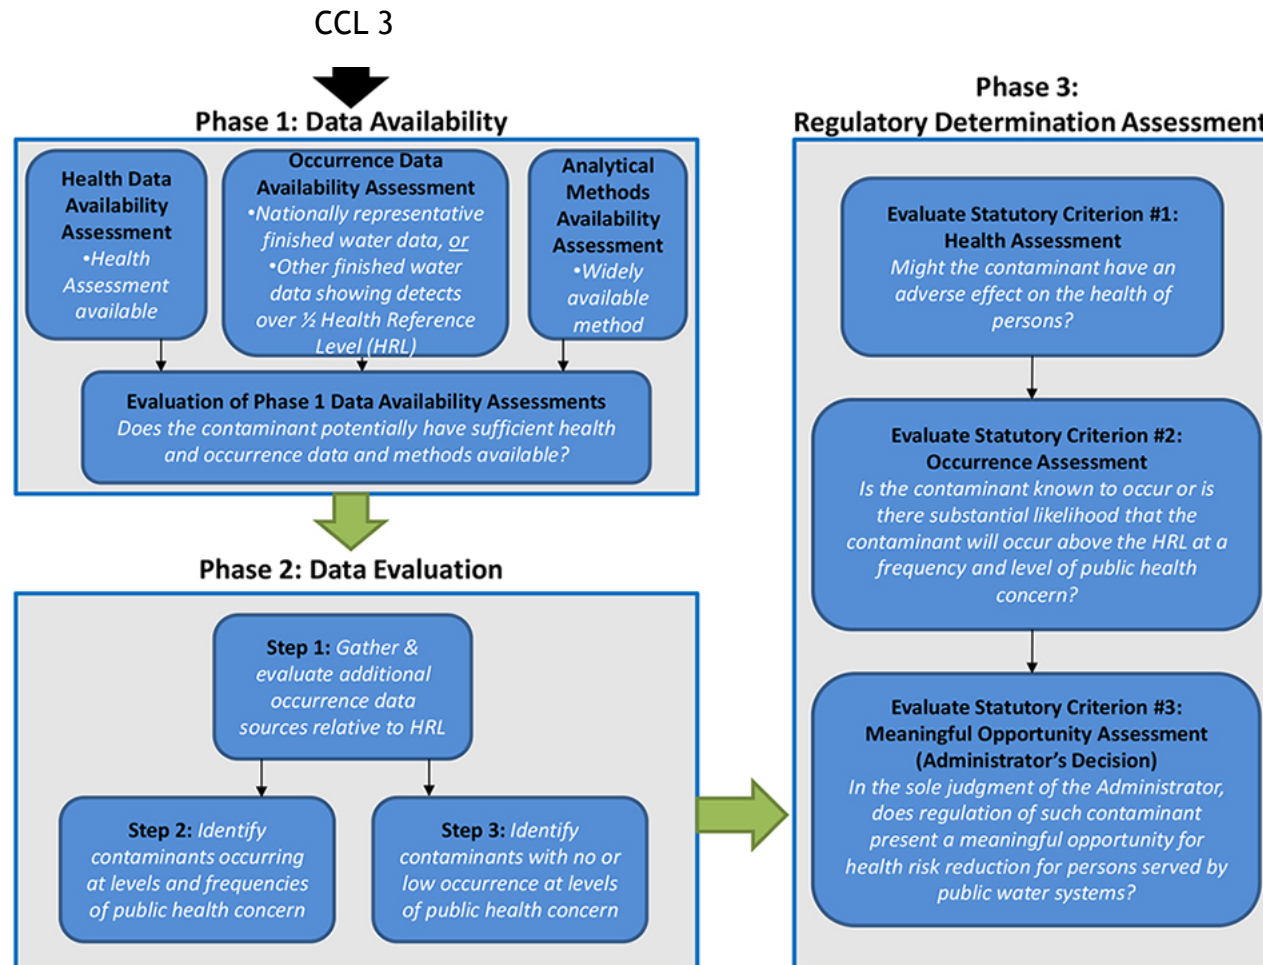 CCL 3
Phase 1: Data Availability
Health Data
Availability
Assessment
•Health
Assessment
available
Occurrence Data
Availability Assessment
•Nationally representative
finished water data, or
•Other finished water
data showing detects
over ½ Health Reference
Level (HRL)
Analytical
Methods
Availability
Assessment
•Widely
available
method
Evaluation of Phase 1 Data Availability Assessments
Does the contaminant potentially have sufficient health
and occurrence data and methods available?
Phase 2: Data Evaluation
Step 1: Gather &
evaluate additional
occurrence data
sources relative to HRL
Step 2: Identify
contaminants occurring
at levels and frequencies
of public health concern
Step 3: Identify
contaminants with no or
low occurrence at levels
of public health concern
Phase 3:
Regulatory Determination Assessment
Evaluate Statutory Criterion #1:
Health Assessment
Might the contaminant have an
adverse effect on the health of
persons?
Evaluate Statutory Criterion #2:
Occurrence Assessment
Is the contaminant known to occur or is
there substantial likelihood that the
contaminant will occur above the HRL at a
frequency and level of public health
concern?
Evaluate Statutory Criterion #3:
Meaningful Opportunity Assessment
(Administrator’s Decision)
In the sole judgment of the Administrator,
does regulation of such contaminant
present a meaningful opportunity for
health risk reduction for persons served by
public water systems?